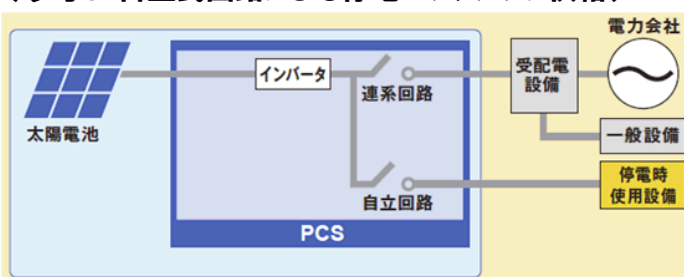 電力会社
インバータ
受配電
設備
連系回路
太陽電池
一般設備
停電時
使用設備
自立回路
PCS